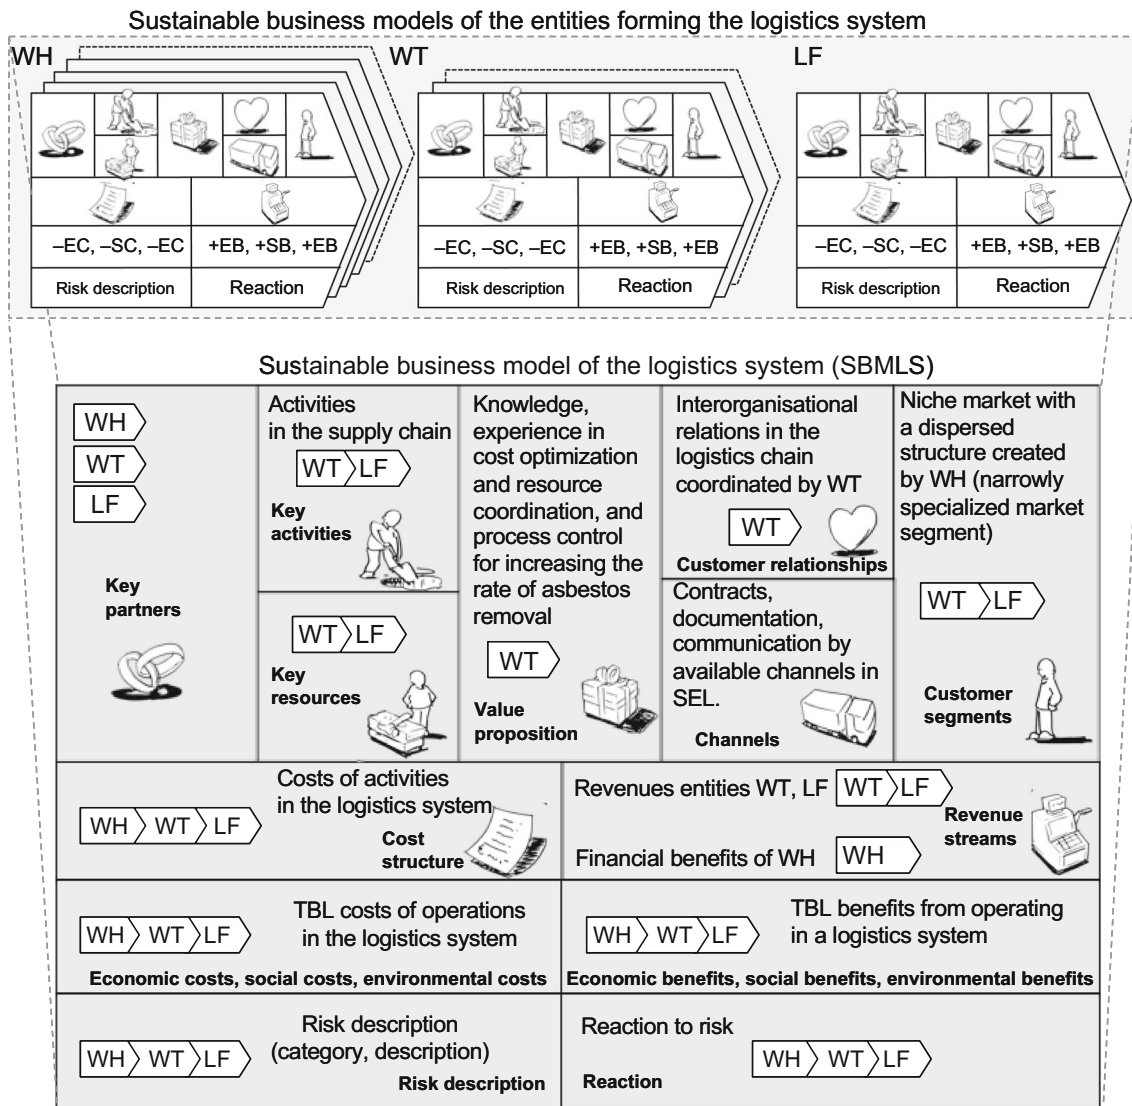 Sustainable business models of the entities forming the logistics system
WH
WT
LF
–EC, –SC, –EC
+EB, +SB, +EB
Risk description
Reaction
–EC, –SC, –EC
+EB, +SB, +EB
Risk description
Reaction
–EC, –SC, –EC
+EB, +SB, +EB
Risk description
Reaction
Sustainable business model of the logistics system (SBMLS)
WH
WT
LF
Key
partners
Activities
in the supply chain
WT LF
Key
activities
WT LF
Key
resources
Knowledge,
experience in
cost optimization
and resource
coordination, and
process control
for increasing the
rate of asbestos
removal
WT
Value
proposition
Interorganisational
relations in the
logistics chain
coordinated by WT
WT
Customer relationships
Contracts,
documentation,
communication by
available channels in
SEL.
Channels
Niche market with
a dispersed
structure created
by WH (narrowly
specialized market
segment)
WT LF
Customer
segments
Costs of activities
in the logistics system
WH WT LF
Cost
structure
Revenues entities WT, LF
WT LF
Revenue
streams
Financial benefits of WH
WH
TBL costs of operations
in the logistics system
WH WT LF
Economic costs, social costs, environmental costs
TBL benefits from operating
in a logistics system
WH WT LF
Economic benefits, social benefits, environmental benefits
Risk description
(category, description)
WH WT LF
Risk description
Reaction to risk
WH WT LF
Reaction